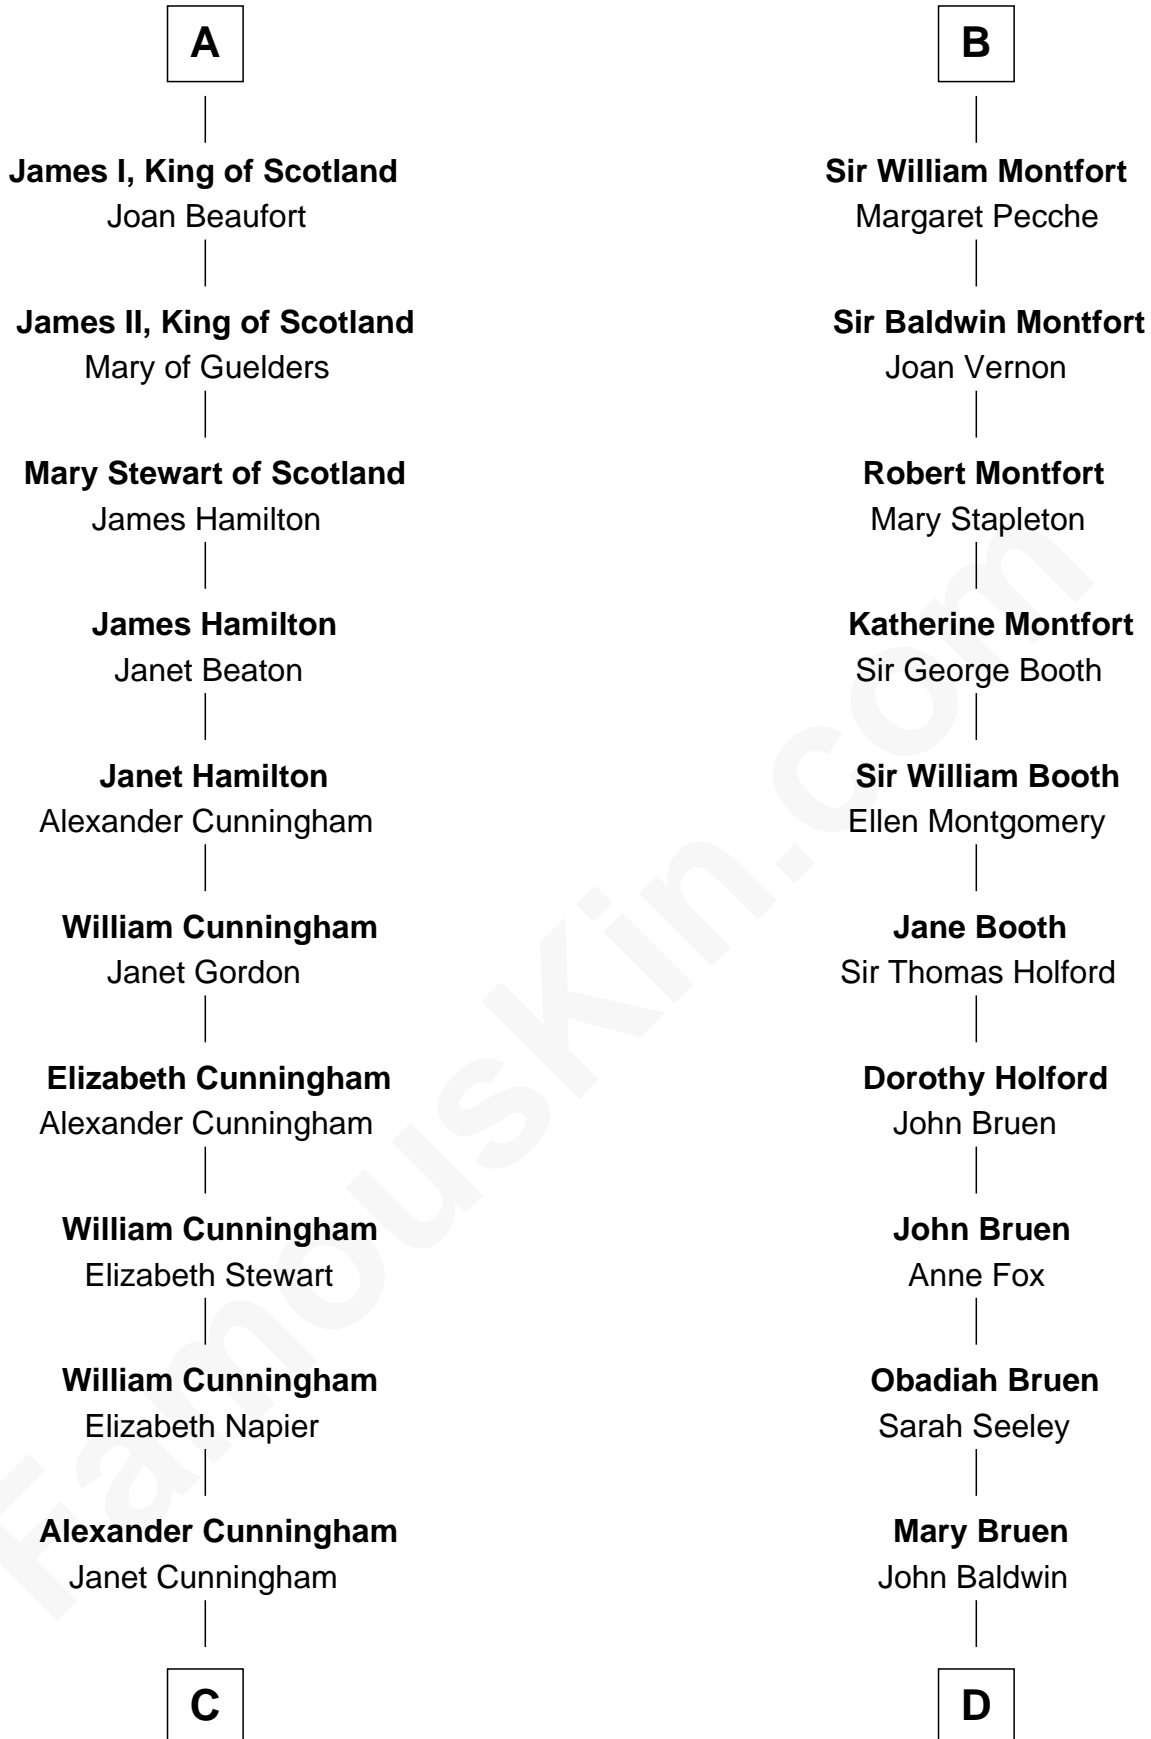 A
James I, King of Scotland
Joan Beaufort
James II, King of Scotland
Mary of Guelders
Mary Stewart of Scotland
James Hamilton
James Hamilton
Janet Beaton
Janet Hamilton
Alexander Cunningham
William Cunningham
Janet Gordon
Elizabeth Cunningham
Alexander Cunningham
William Cunningham
Elizabeth Stewart
William Cunningham
Elizabeth Napier
Alexander Cunningham
Janet Cunningham
C
B
Sir William Montfort
Margaret Pecche
Sir Baldwin Montfort
Joan Vernon
Robert Montfort
Mary Stapleton
Katherine Montfort
Sir George Booth
Sir William Booth
Ellen Montgomery
Jane Booth
Sir Thomas Holford
Dorothy Holford
John Bruen
John Bruen
Anne Fox
Obadiah Bruen
Sarah Seeley
Mary Bruen
John Baldwin
D
FamousKin.com